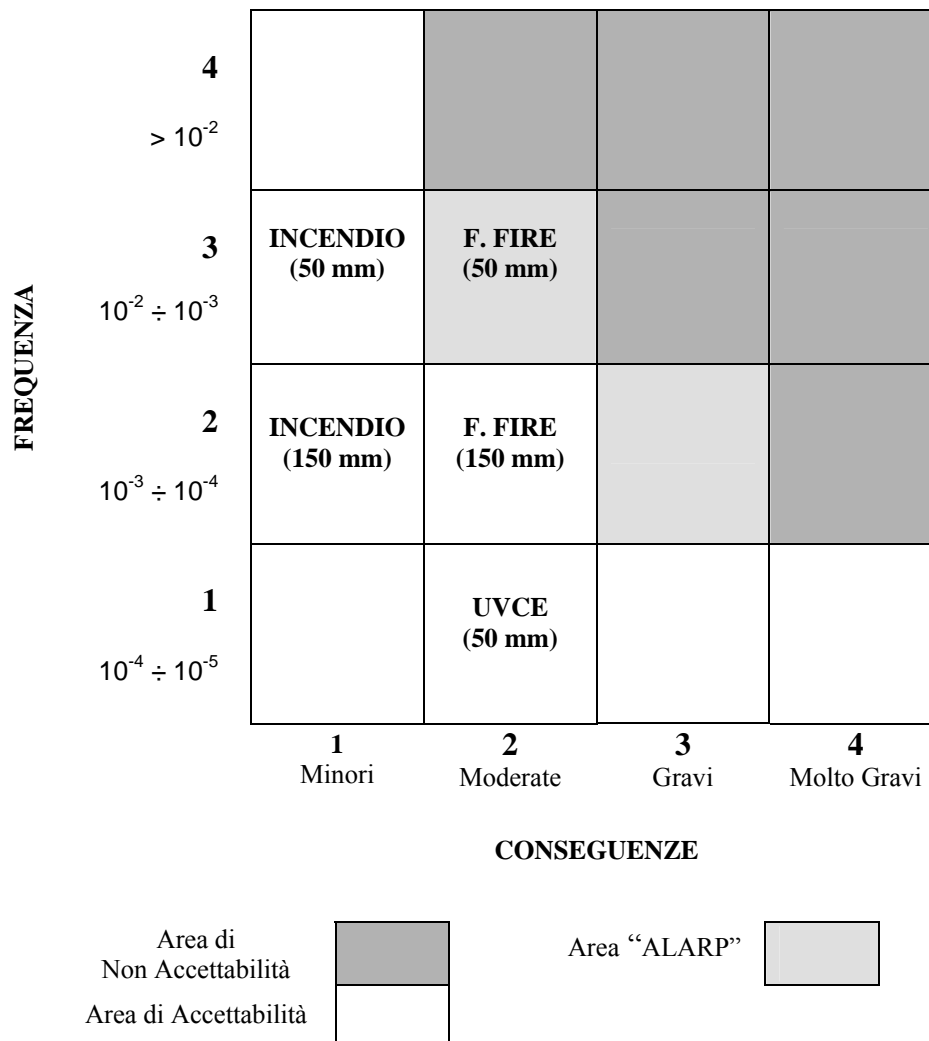 4
> 10⁻²
3
INCENDIO
(50 mm)
F. FIRE
(50 mm)
10⁻² ÷ 10⁻³
FREQUENZA
2
INCENDIO
(150 mm)
F. FIRE
(150 mm)
10⁻³ ÷ 10⁻⁴
1
UVCE
(50 mm)
10⁻⁴ ÷ 10⁻⁵
1
Minori
2
Moderate
3
Gravi
4
Molto Gravi
CONSEGUENZE
Area di
Non Accettabilità
Area “ALARP”
Area di Accettabilità